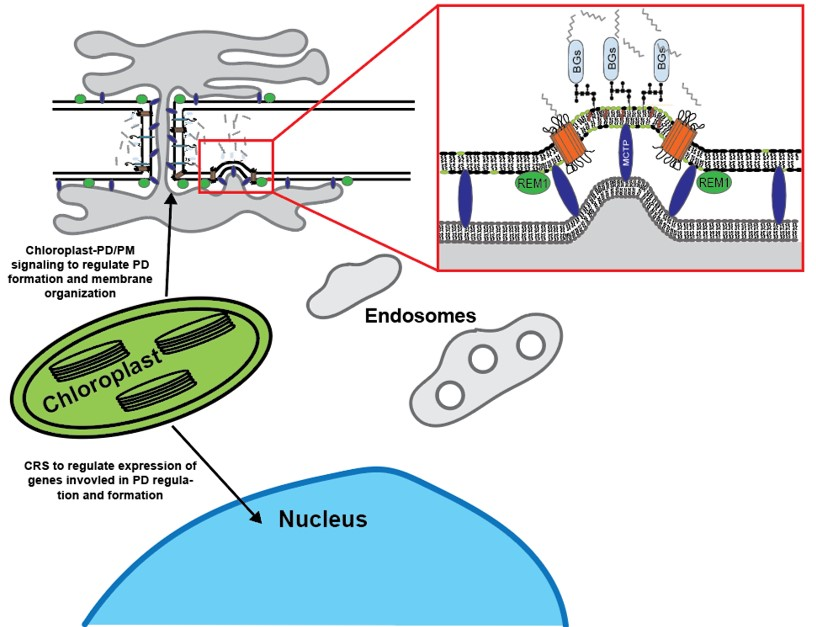 BGs
BGs
BGs
MCTP
REM1
REM1
Chloroplast-PD/PM
signaling to regulate PD
formation and membrane
organization
Endosomes
Chloroplast
CRS to regulate expression of
genes invovled in PD regula-
tion and formation
Nucleus